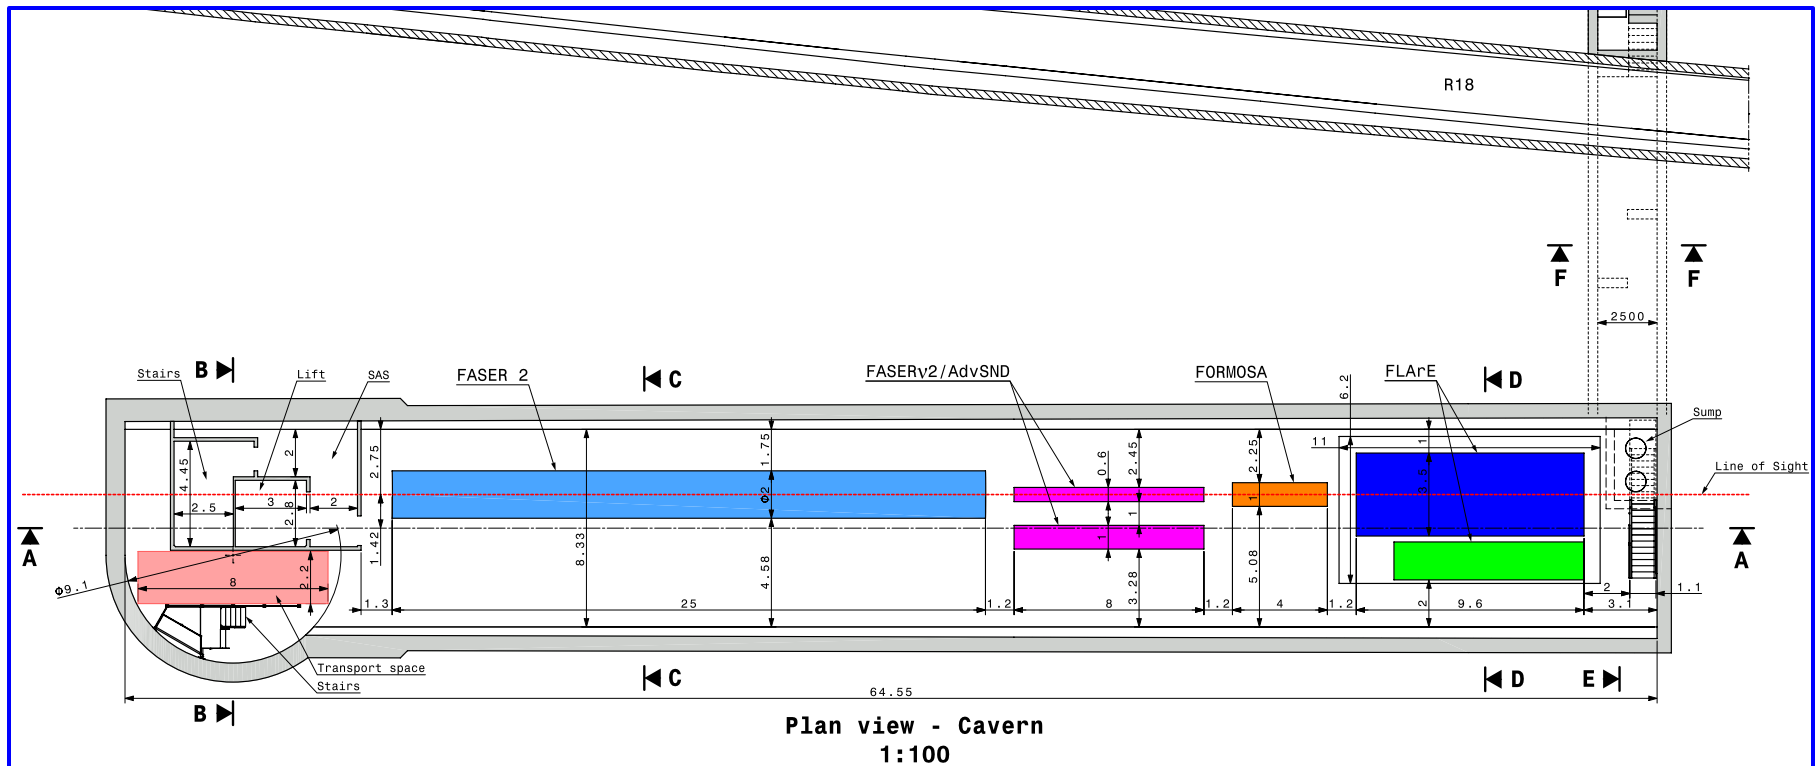 R18
F
F
2500
B
C
D
Stairs
Lift
SAS
FASER 2
FASERν2/AdvSND
FORMOSA
FLArE
6.2
Sump
Line of Sight
11
1
2
2.75
1.75
0.6
2.45
2.25
4.45
3.5
Φ2
1
1
2.5
3
2
2.8
1.42
8.33
4.58
1
3.28
5.08
A
A
Φ9.1
8
2.2
1.3
25
1.2
8
1.2
4
1.2
9.6
2
2
3.1
1.1
Transport space
Stairs
64.55
B
C
D
E
Plan view - Cavern
1:100